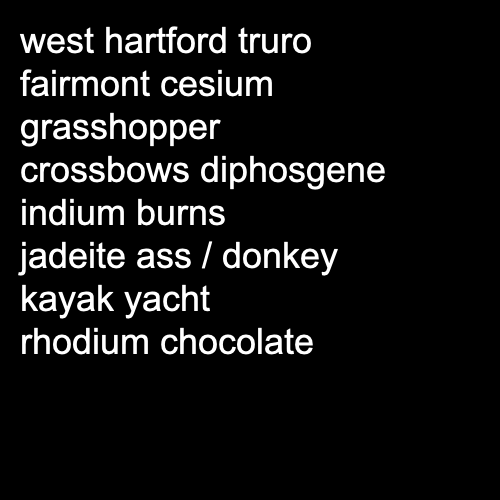 west hartford truro
fairmont cesium
grasshopper
crossbows diphosgene
indium burns
jadeite ass / donkey
kayak yacht
rhodium chocolate